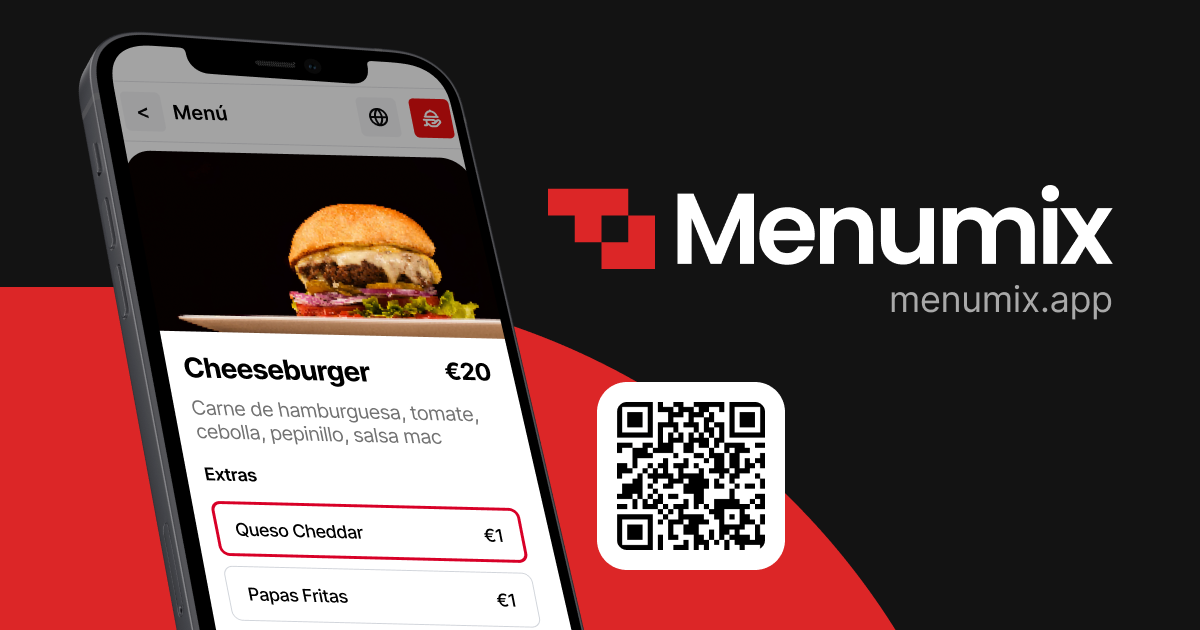 < Menú
Cheeseburger €20
Carne de hamburguesa, tomate,
cebolla, pepinillo, salsa mac
Extras
Queso Cheddar €1
Papas Fritas €1
Menumix
menumix.app